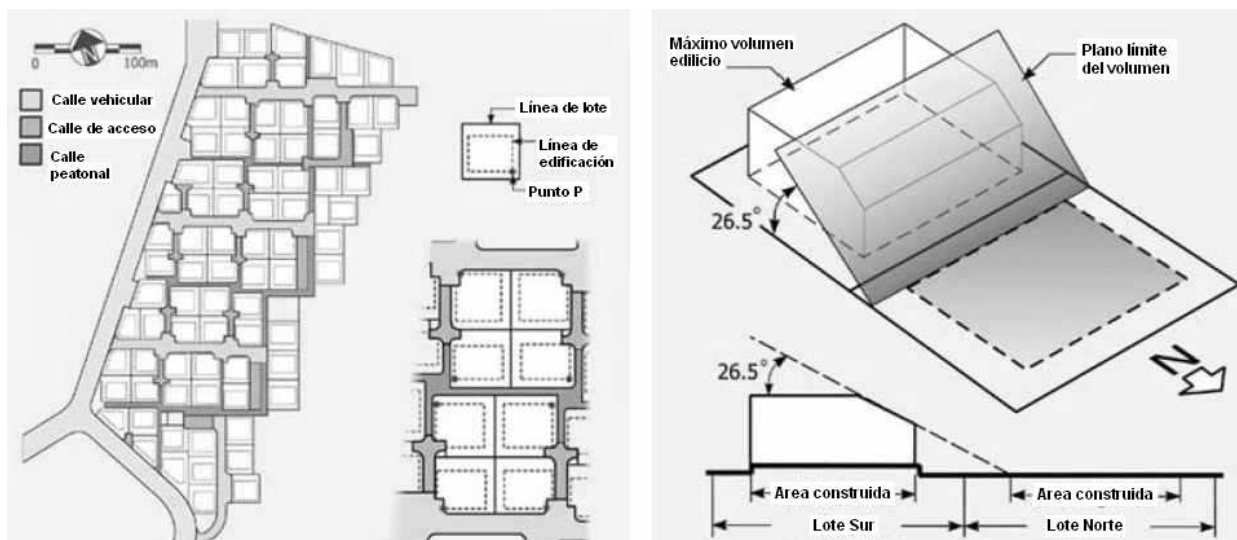 N
0
100m
Calle vehicular
Calle de acceso
Calle
peatonal
Línea de lote
Línea de
edificación
Punto P
Máximo volumen
edilicio
Plano límite
del volumen
26.5°
N
26.5°
Area construida
Area construida
Lote Sur
Lote Norte